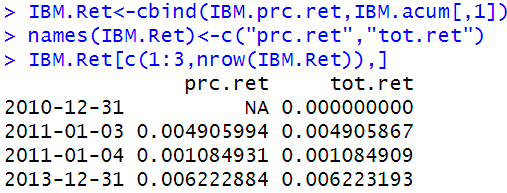 > IBM.Ret<-cbind(IBM.prc.ret,IBM.acum[,1])
> names(IBM.Ret)<-c("prc.ret","tot.ret")
> IBM.Ret[c(1:3,nrow(IBM.Ret)),]
prc.ret tot.ret
2010-12-31 NA 0.000000000
2011-01-03 0.004905994 0.004905867
2011-01-04 0.001084931 0.001084909
2013-12-31 0.006222884 0.006223193